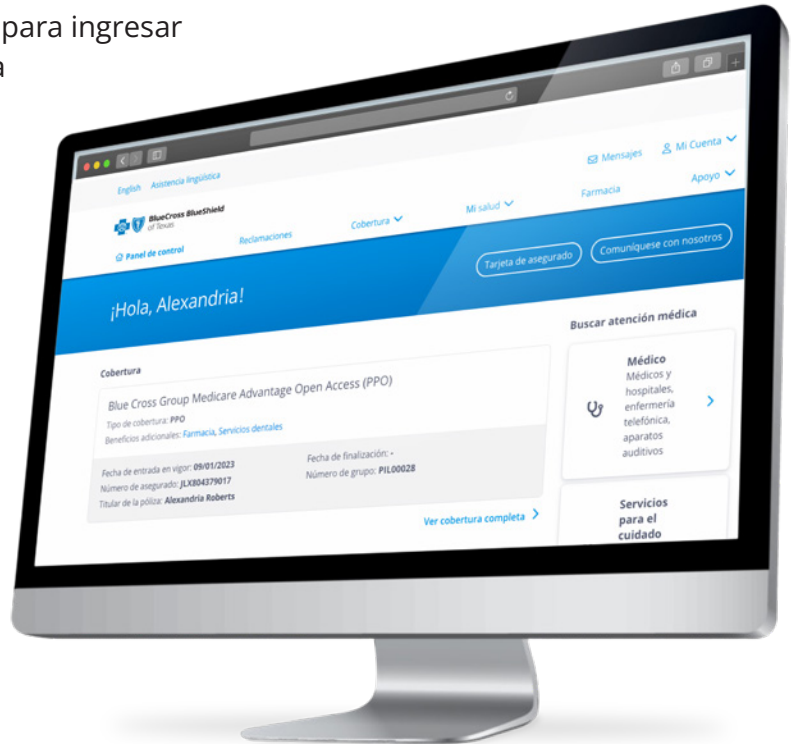 para ingresar
a
English Asistencia lingüística
BlueCross BlueShield
of Texas
Mensajes Mi Cuenta
Panel de control Reclamaciones Cobertura Mi salud Farmacia Apoyo
¡Hola, Alexandria!
Tarjeta de asegurado Comuníquese con nosotros
Cobertura
Blue Cross Group Medicare Advantage Open Access (PPO)
Tipo de cobertura: PPO
Beneficios adicionales: Farmacia, Servicios dentales
Fecha de entrada en vigor: 09/01/2023 Fecha de finalización: -
Número de asegurado: JLX804379017 Número de grupo: PIL00028
Titular de la póliza: Alexandria Roberts
Ver cobertura completa
Buscar atención médica
Médico
Médicos y
hospitales,
enfermería
telefónica,
aparatos
auditivos
Servicios
para el
cuidado